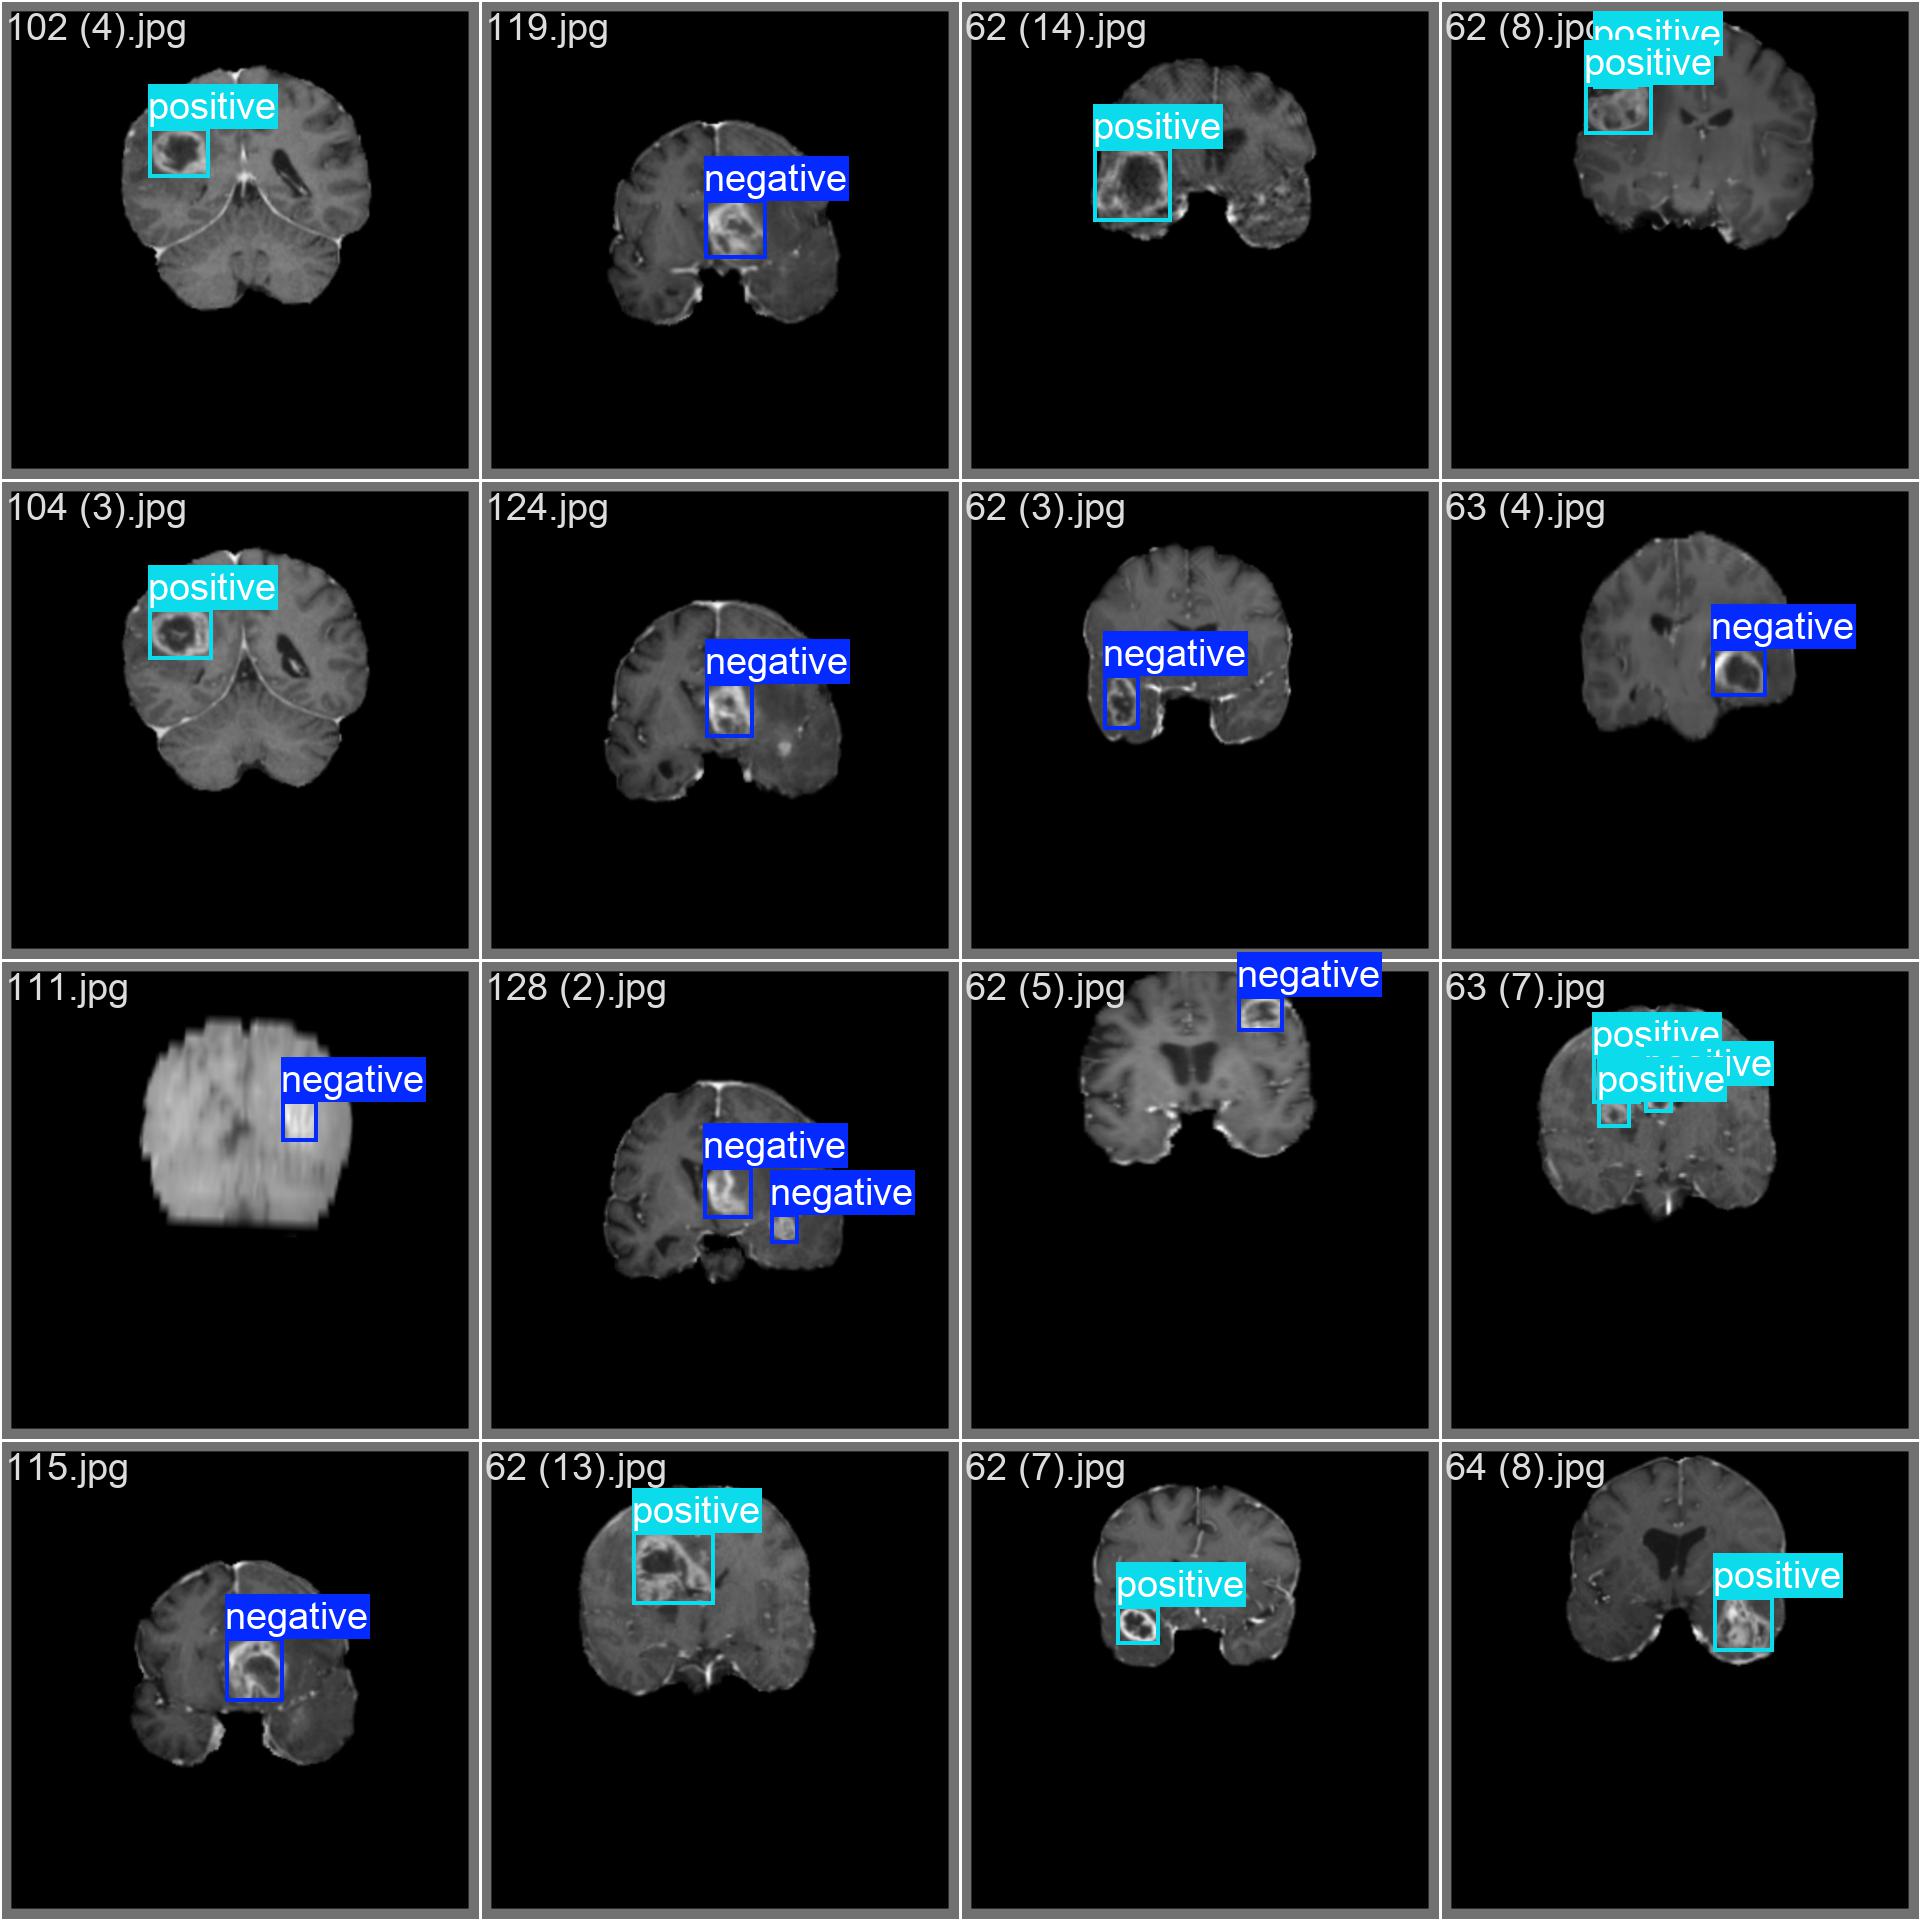 102 (4).jpg
positive
119.jpg
negative
62 (14).jpg
positive
62 (8).jpg
positive
positive
104 (3).jpg
positive
124.jpg
negative
62 (3).jpg
negative
63 (4).jpg
negative
111.jpg
negative
128 (2).jpg
negative
negative
62 (5).jpg
negative
63 (7).jpg
positive
positive
positive
115.jpg
negative
62 (13).jpg
positive
62 (7).jpg
positive
64 (8).jpg
positive